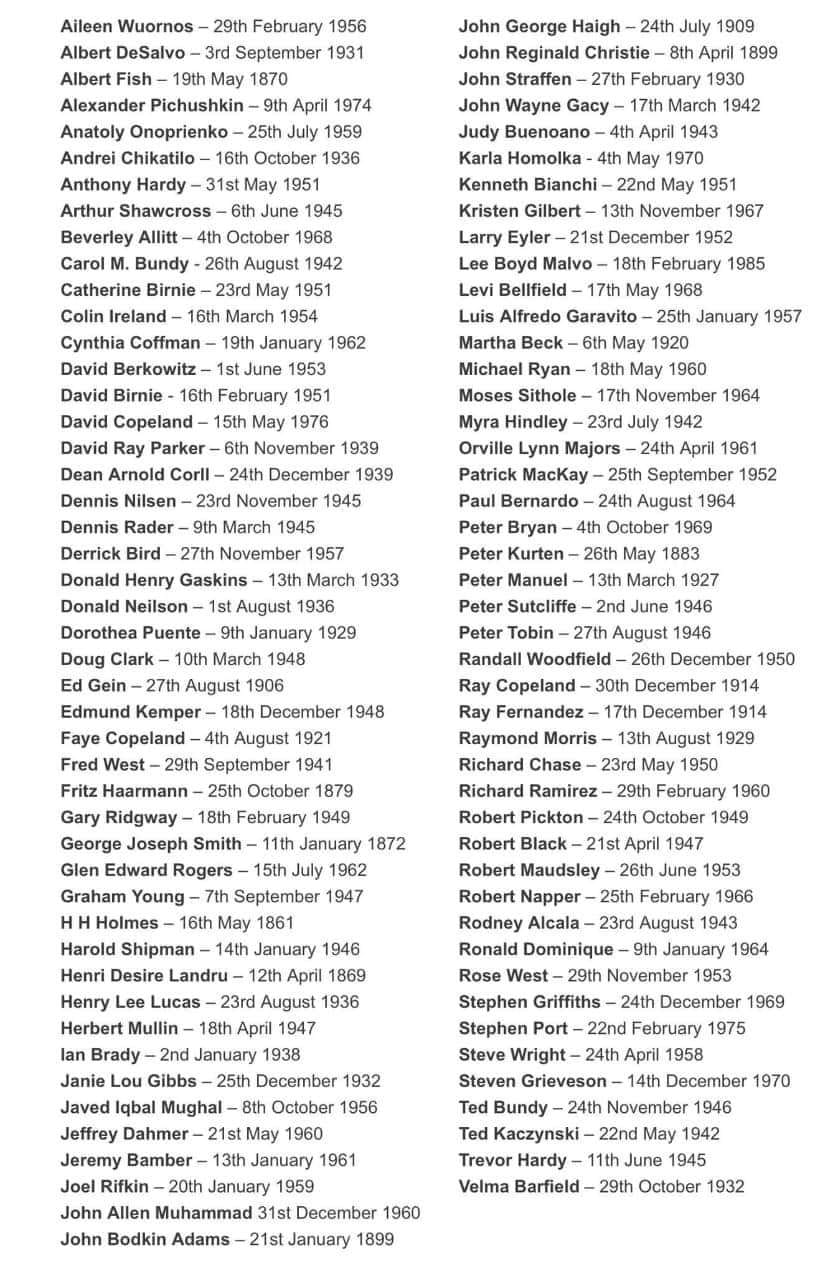 Aileen Wuornos – 29th February 1956
Albert DeSalvo – 3rd September 1931
Albert Fish – 19th May 1870
Alexander Pichushkin – 9th April 1974
Anatoly Onoprienko – 25th July 1959
Andrei Chikatilo – 16th October 1936
Anthony Hardy – 31st May 1951
Arthur Shawcross – 6th June 1945
Beverley Allitt – 4th October 1968
Carol M. Bundy - 26th August 1942
Catherine Birnie – 23rd May 1951
Colin Ireland – 16th March 1954
Cynthia Coffman – 19th January 1962
David Berkowitz – 1st June 1953
David Birnie - 16th February 1951
David Copeland – 15th May 1976
David Ray Parker – 6th November 1939
Dean Arnold Corll – 24th December 1939
Dennis Nilsen – 23rd November 1945
Dennis Rader – 9th March 1945
Derrick Bird – 27th November 1957
Donald Henry Gaskins – 13th March 1933
Donald Neilson – 1st August 1936
Dorothea Puente – 9th January 1929
Doug Clark – 10th March 1948
Ed Gein – 27th August 1906
Edmund Kemper – 18th December 1948
Faye Copeland – 4th August 1921
Fred West – 29th September 1941
Fritz Haarmann – 25th October 1879
Gary Ridgway – 18th February 1949
George Joseph Smith – 11th January 1872
Glen Edward Rogers – 15th July 1962
Graham Young – 7th September 1947
H H Holmes – 16th May 1861
Harold Shipman – 14th January 1946
Henri Desire Landru – 12th April 1869
Henry Lee Lucas – 23rd August 1936
Herbert Mullin – 18th April 1947
Ian Brady – 2nd January 1938
Janie Lou Gibbs – 25th December 1932
Javed Iqbal Mughal – 8th October 1956
Jeffrey Dahmer – 21st May 1960
Jeremy Bamber – 13th January 1961
Joel Rifkin – 20th January 1959
John Allen Muhammad 31st December 1960
John Bodkin Adams – 21st January 1899
John George Haigh – 24th July 1909
John Reginald Christie – 8th April 1899
John Straffen – 27th February 1930
John Wayne Gacy – 17th March 1942
Judy Buenoano – 4th April 1943
Karla Homolka - 4th May 1970
Kenneth Bianchi – 22nd May 1951
Kristen Gilbert – 13th November 1967
Larry Eyler – 21st December 1952
Lee Boyd Malvo – 18th February 1985
Levi Bellfield – 17th May 1968
Luis Alfredo Garavito – 25th January 1957
Martha Beck – 6th May 1920
Michael Ryan – 18th May 1960
Moses Sithole – 17th November 1964
Myra Hindley – 23rd July 1942
Orville Lynn Majors – 24th April 1961
Patrick MacKay – 25th September 1952
Paul Bernardo – 24th August 1964
Peter Bryan – 4th October 1969
Peter Kurten – 26th May 1883
Peter Manuel – 13th March 1927
Peter Sutcliffe – 2nd June 1946
Peter Tobin – 27th August 1946
Randall Woodfield – 26th December 1950
Ray Copeland – 30th December 1914
Ray Fernandez – 17th December 1914
Raymond Morris – 13th August 1929
Richard Chase – 23rd May 1950
Richard Ramirez – 29th February 1960
Robert Pickton – 24th October 1949
Robert Black – 21st April 1947
Robert Maudsley – 26th June 1953
Robert Napper – 25th February 1966
Rodney Alcala – 23rd August 1943
Ronald Dominique – 9th January 1964
Rose West – 29th November 1953
Stephen Griffiths – 24th December 1969
Stephen Port – 22nd February 1975
Steve Wright – 24th April 1958
Steven Grieveson – 14th December 1970
Ted Bundy – 24th November 1946
Ted Kaczynski – 22nd May 1942
Trevor Hardy – 11th June 1945
Velma Barfield – 29th October 1932